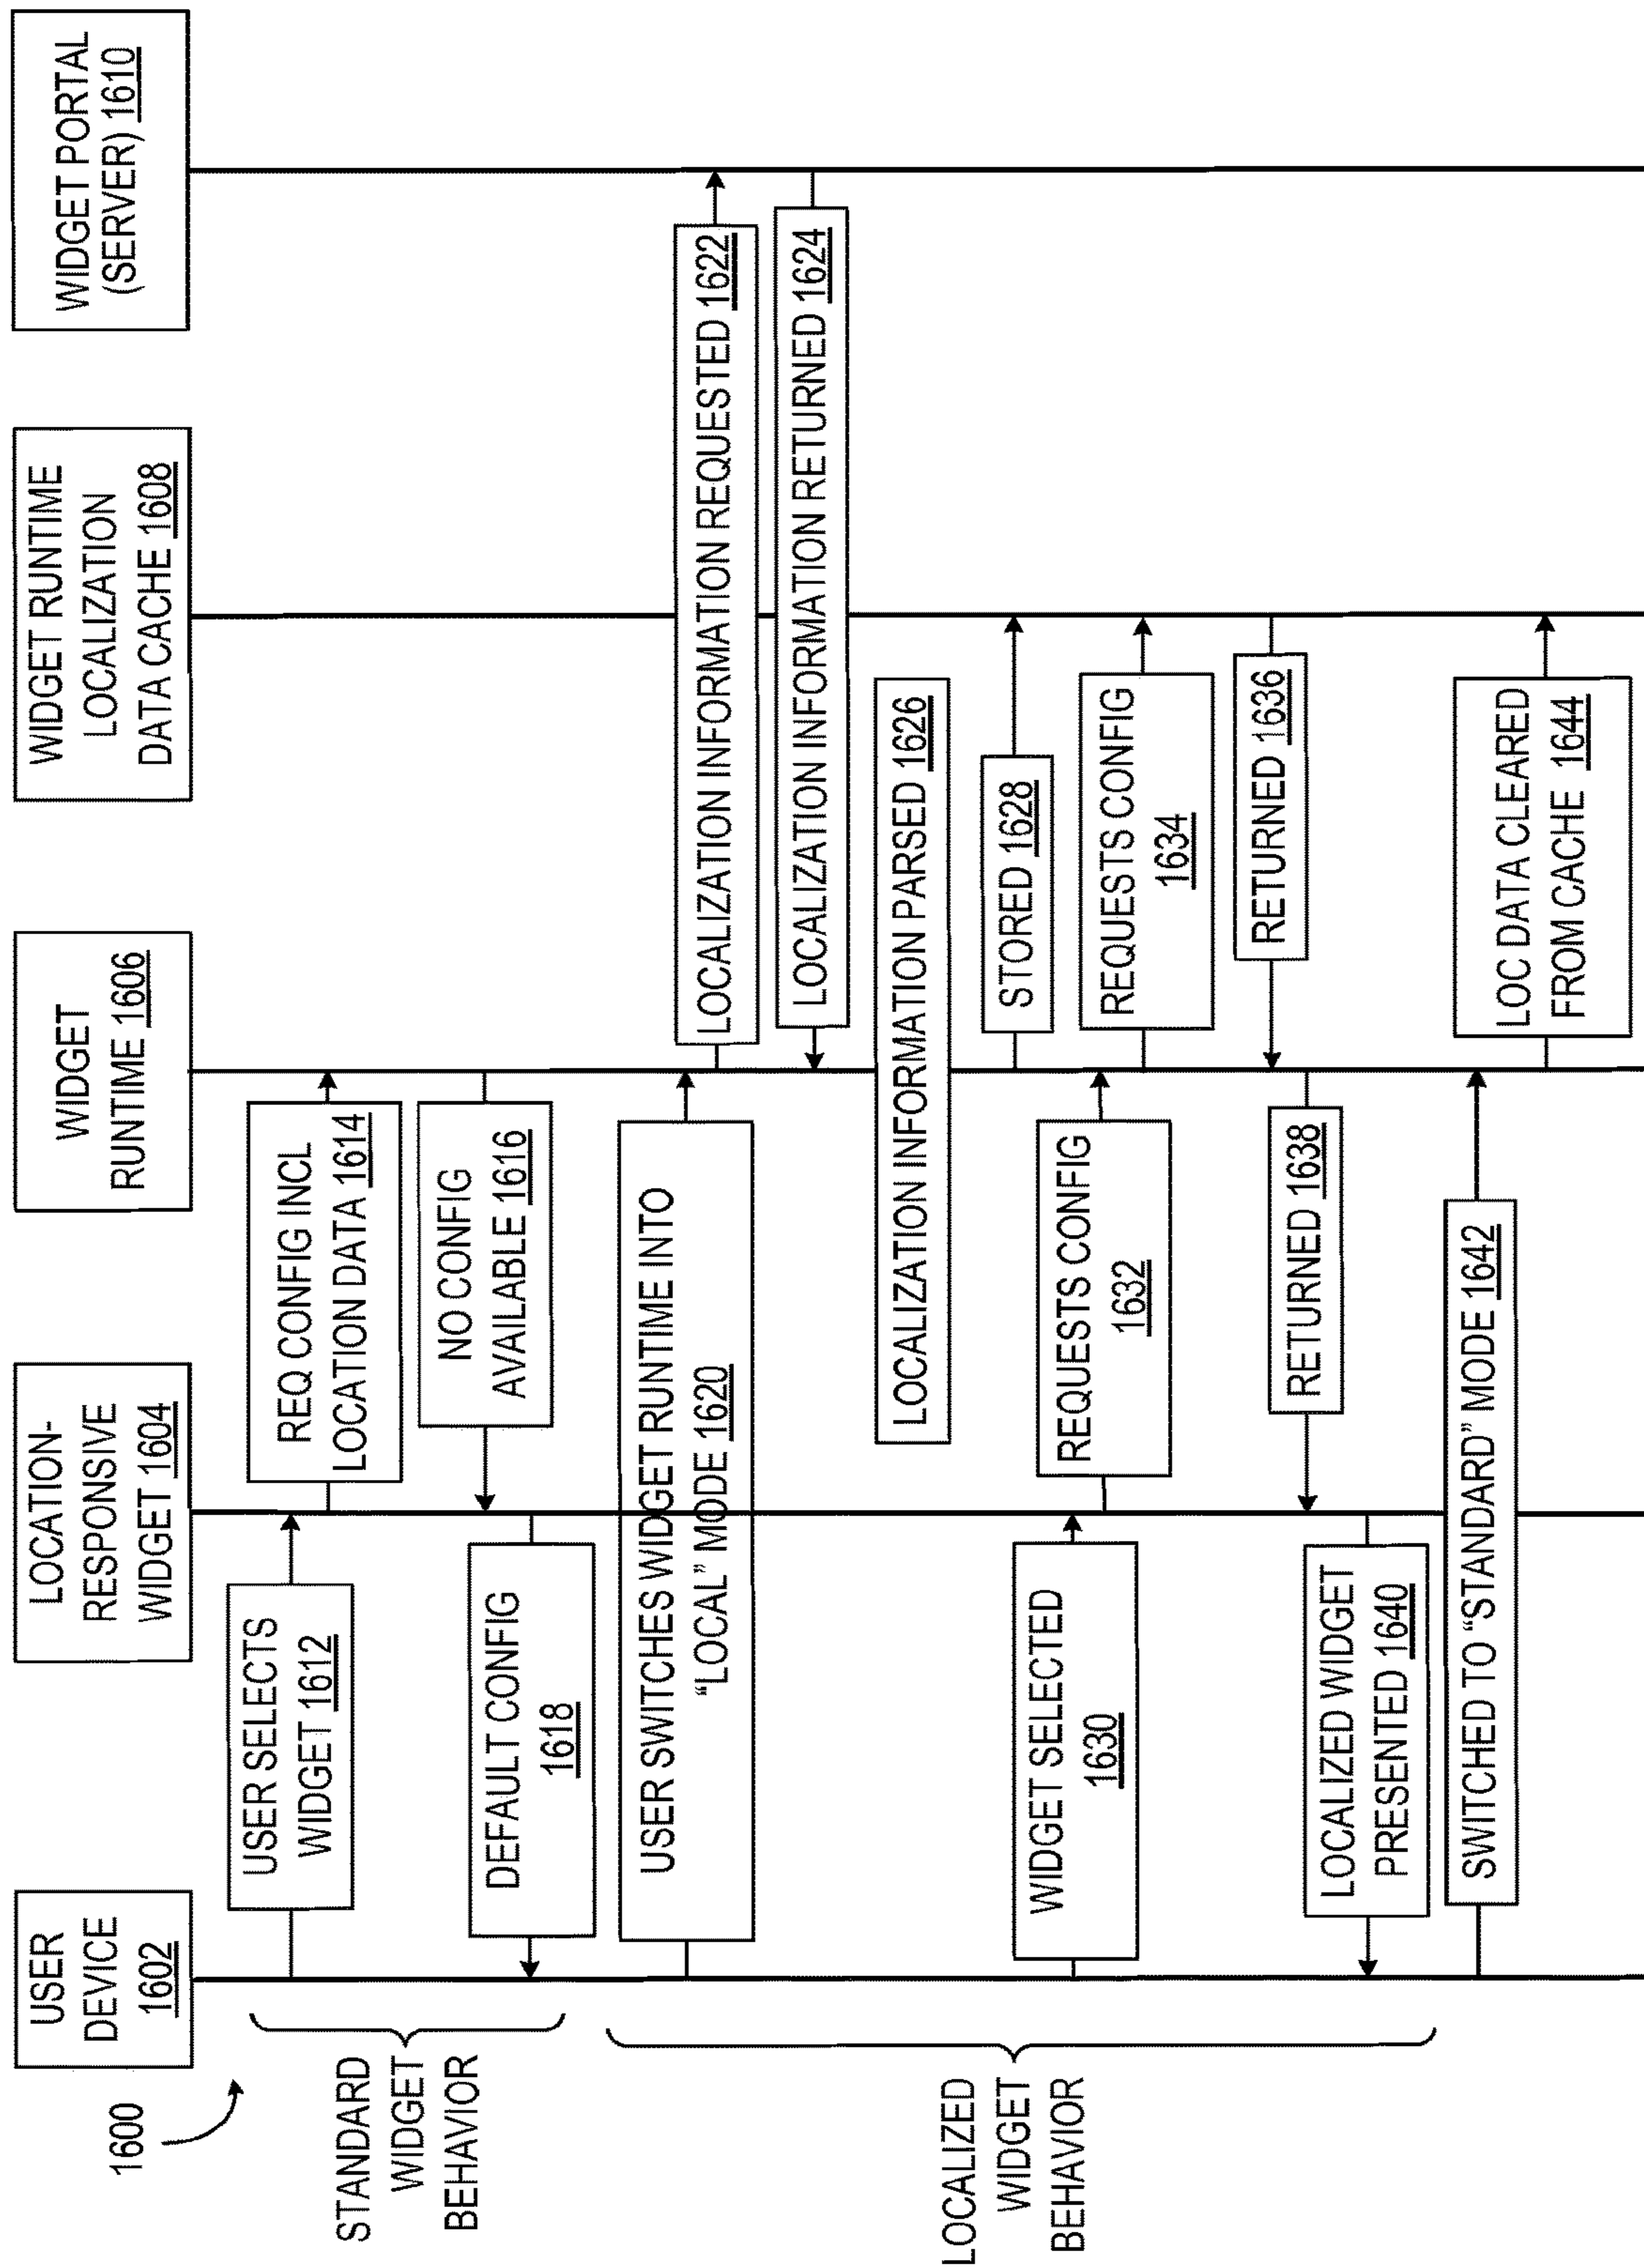 1600
USER
DEVICE
1602
LOCATION-
RESPONSIVE
WIDGET 1604
WIDGET
RUNTIME 1606
WIDGET RUNTIME
LOCALIZATION
DATA CACHE 1608
WIDGET PORTAL
(SERVER) 1610
STANDARD
WIDGET
BEHAVIOR
USER SELECTS
WIDGET 1612
REQ CONFIG INCL
LOCATION DATA 1614
NO CONFIG
AVAILABLE 1616
DEFAULT CONFIG
1618
LOCALIZED
WIDGET
BEHAVIOR
USER SWITCHES WIDGET RUNTIME INTO
“LOCAL” MODE 1620
LOCALIZATION INFORMATION REQUESTED 1622
LOCALIZATION INFORMATION RETURNED 1624
LOCALIZATION INFORMATION PARSED 1626
STORED 1628
WIDGET SELECTED
1630
REQUESTS CONFIG
1632
REQUESTS CONFIG
1634
RETURNED 1636
RETURNED 1638
LOCALIZED WIDGET
PRESENTED 1640
SWITCHED TO “STANDARD” MODE 1642
LOC DATA CLEARED
FROM CACHE 1644